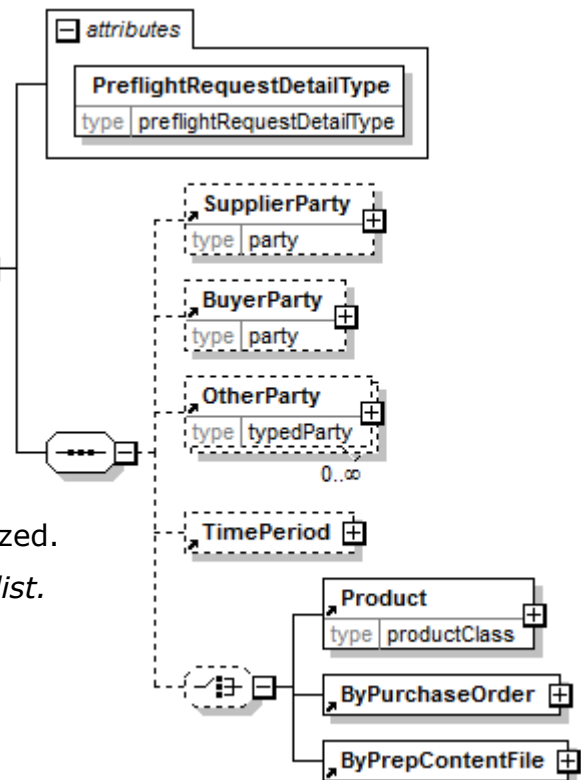 attributes
PreflightRequestDetailType
type preflightRequestDetailType
SupplierParty
type party
BuyerParty
type party
OtherParty
type typedParty
0..∞
zed.
TimePeriod
list.
Product
type productClass
ByPurchaseOrder
ByPrepContentFile